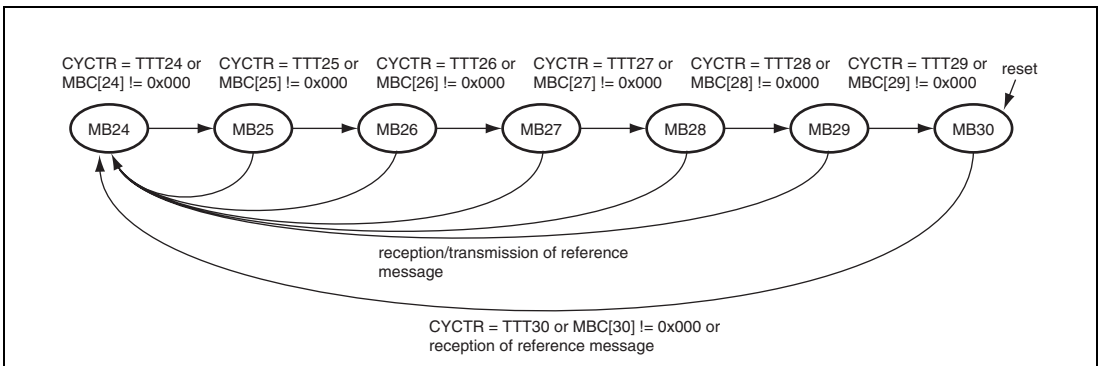 CYCTR = TTT24 or
MBC[24] != 0x000
CYCTR = TTT25 or
MBC[25] != 0x000
CYCTR = TTT26 or
MBC[26] != 0x000
CYCTR = TTT27 or
MBC[27] != 0x000
CYCTR = TTT28 or
MBC[28] != 0x000
CYCTR = TTT29 or
MBC[29] != 0x000
reset
MB24
MB25
MB26
MB27
MB28
MB29
MB30
reception/transmission of reference
message
CYCTR = TTT30 or MBC[30] != 0x000 or
reception of reference message